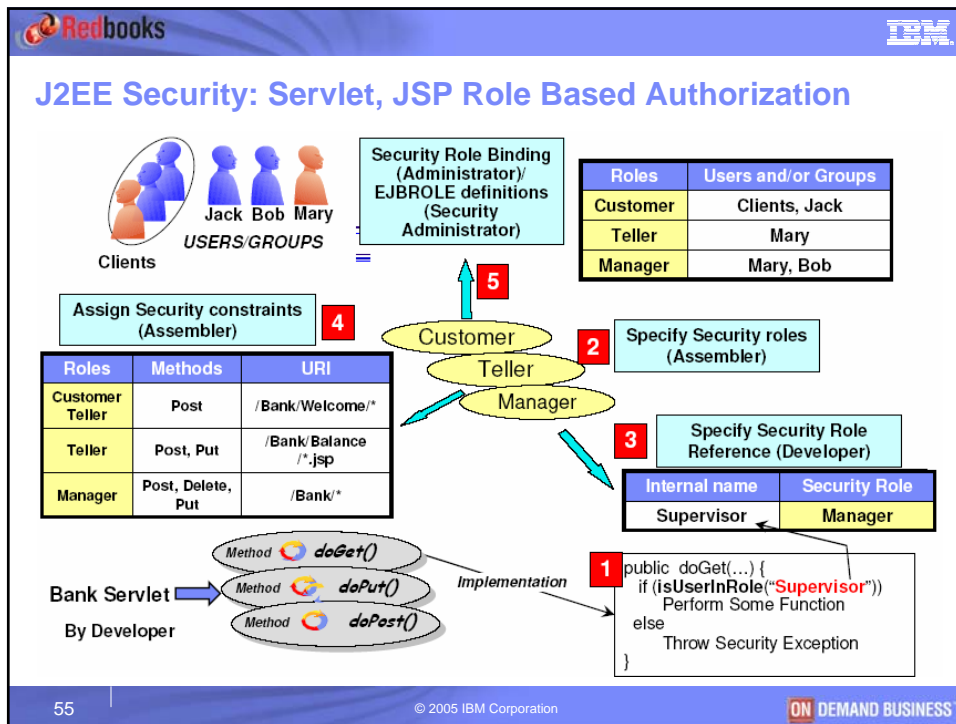 Redbooks
IBM.
J2EE Security: Servlet, JSP Role Based Authorization
Jack Bob Mary
USERS/GROUPS
Clients
Security Role Binding
(Administrator)/
EJBROLE definitions
(Security
Administrator)
Roles Users and/or Groups
Customer Clients, Jack
Teller Mary
Manager Mary, Bob
5
Assign Security constraints
(Assembler)
4
Customer
Teller
Manager
2
Specify Security roles
(Assembler)
Roles Methods URI
Customer
Teller
Post
/Bank/Welcome/*
Teller
Post, Put
/Bank/Balance
/*.jsp
Manager
Post, Delete,
Put
/Bank/*
3
Specify Security Role
Reference (Developer)
Internal name Security Role
Supervisor Manager
Bank Servlet
By Developer
Method doGet()
Method doPut()
Method doPost()
Implementation
1
public doGet(…) {
if (isUserInRole(“Supervisor”))
Perform Some Function
else
Throw Security Exception
}
55
© 2005 IBM Corporation
ON DEMAND BUSINESS